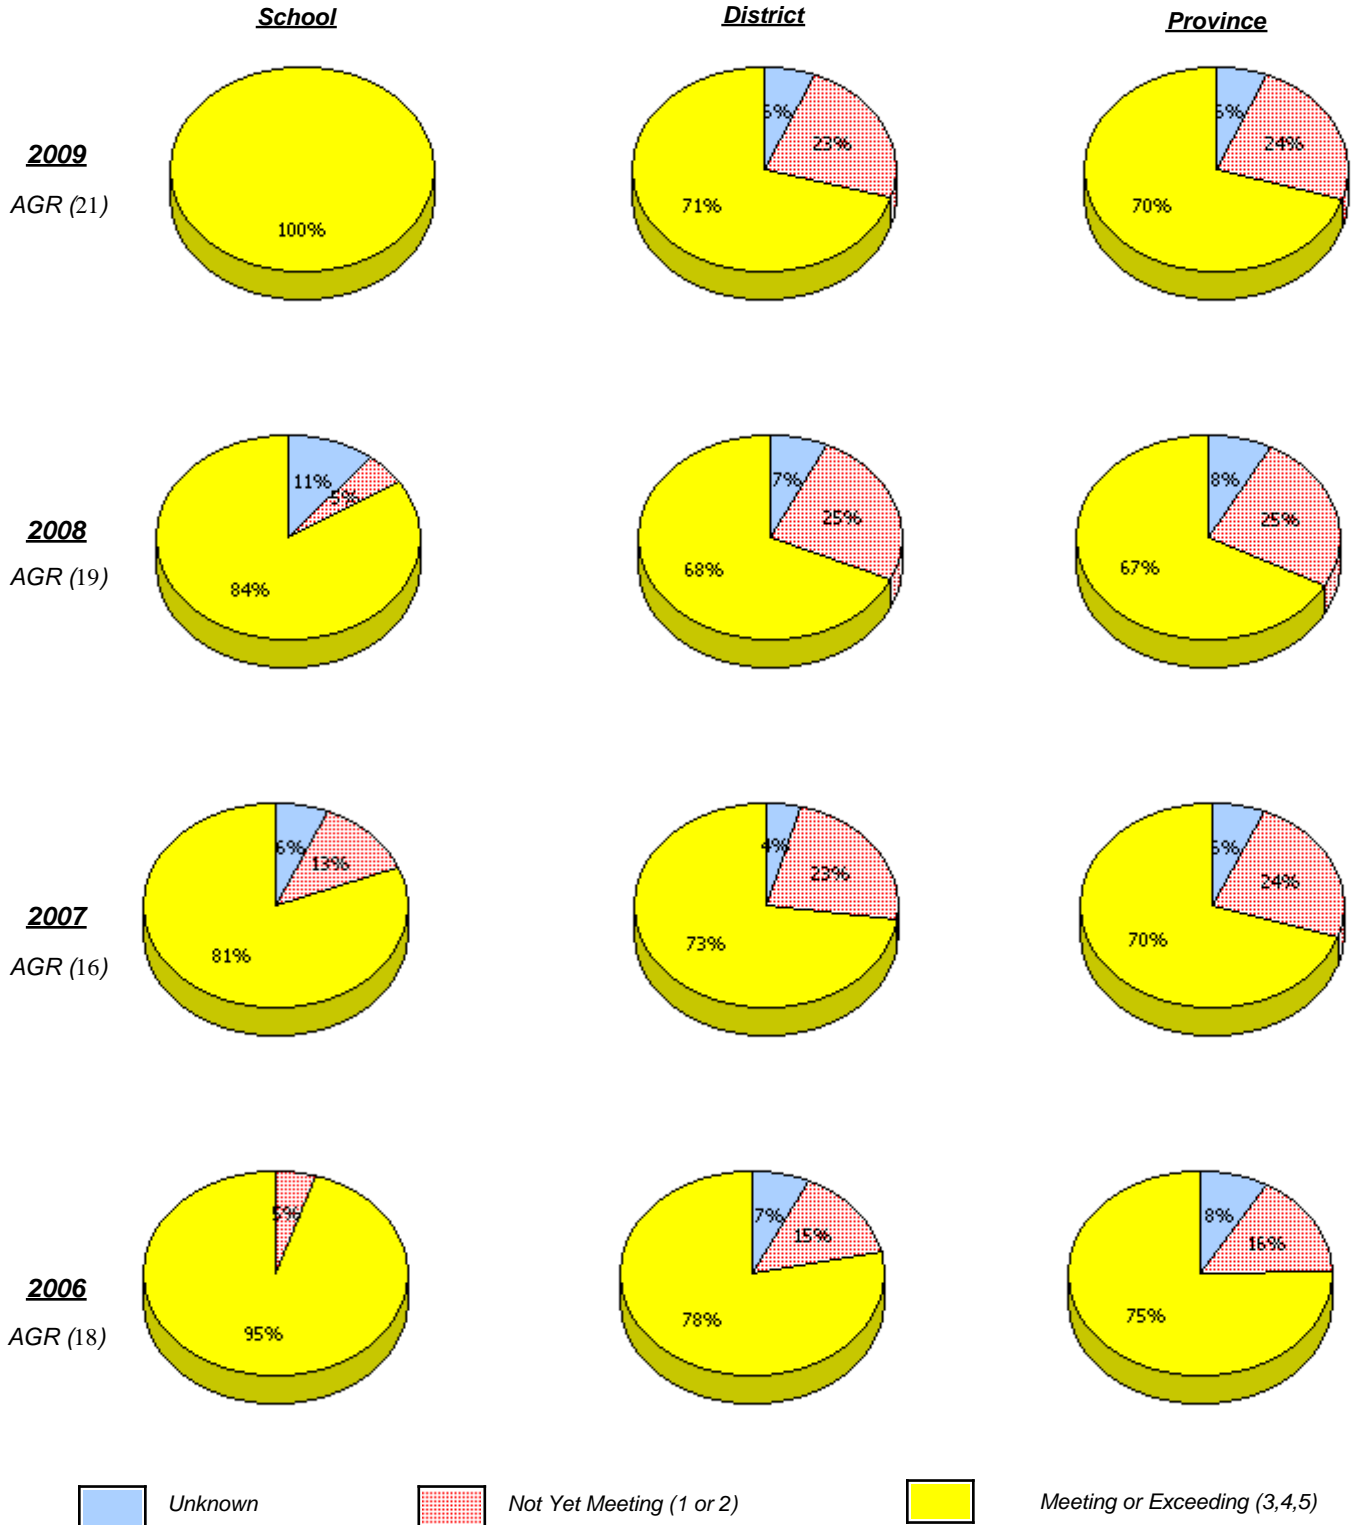 School District Province
6% 6%
23% 24%
2009
AGR (21)
71% 70%
100%
11% 5% 7% 8%
25% 25%
2008
AGR (19)
84% 68% 67%
6% 13% 4% 23% 6% 24%
2007
AGR (16)
81% 73% 70%
5% 7% 15% 8% 16%
2006
AGR (18)
95% 78% 75%
Unknown Not Yet Meeting (1 or 2) Meeting or Exceeding (3,4,5)